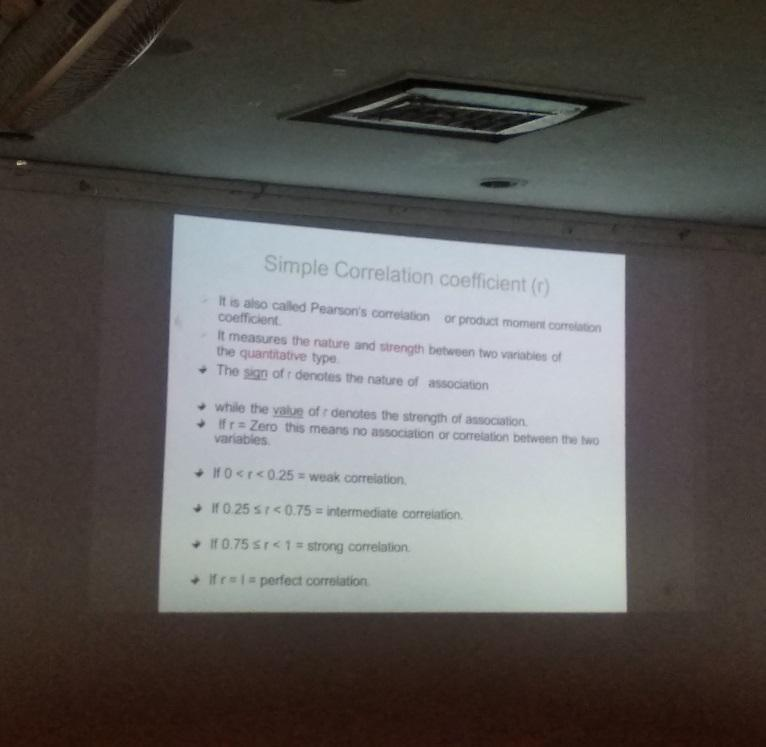 Simple Correlation coefficient (r)
It is also called Pearson's correlation or product moment correlation
coefficient.
It measures the nature and strength between two variables of
the quantitative type.
The sign of r denotes the nature of association
while the value of r denotes the strength of association.
If r = Zero this means no association or correlation between the two
variables.
If 0 < r < 0.25 = weak correlation.
If 0.25 ≤ r < 0.75 = intermediate correlation.
If 0.75 ≤ r < 1 = strong correlation.
If r = l = perfect correlation.